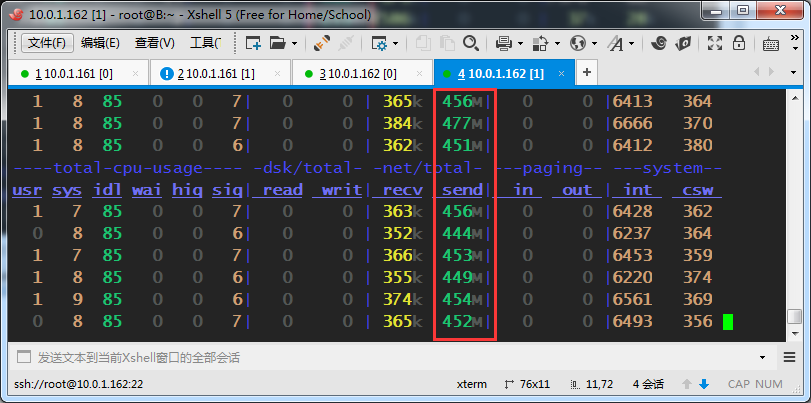 10.0.1.162 [1] - root@B:~ - Xshell 5 (Free for Home/School)
文件(F) 编辑(E) 查看(V) 工具(
1 10.0.1.161 [0] 2 10.0.1.161 [1] 3 10.0.1.162 [0] 4 10.0.1.162 [1]
1 8 85 0 0 7| 0 0 | 365k 456M| 0 0 |6413 364
1 8 85 0 0 7| 0 0 | 384k 477M| 0 0 |6666 370
1 8 85 0 0 6| 0 0 | 362k 451M| 0 0 |6412 380
----total-cpu-usage---- -dsk/total- -net/total- ---paging-- ---system--
usr sys idl wai hiq siq| read writ| recv send| in out | int csw
1 7 85 0 0 7| 0 0 | 363k 456M| 0 0 |6428 362
0 8 85 0 0 6| 0 0 | 352k 444M| 0 0 |6237 364
1 7 85 0 0 7| 0 0 | 366k 453M| 0 0 |6453 359
1 8 85 0 0 6| 0 0 | 355k 449M| 0 0 |6220 374
1 9 85 0 0 6| 0 0 | 374k 454M| 0 0 |6561 369
0 8 85 0 0 7| 0 0 | 365k 452M| 0 0 |6493 356
发送文本到当前Xshell窗口的全部会话
ssh://root@10.0.1.162:22 xterm 76x11 11,72 4 会话 CAP NUM